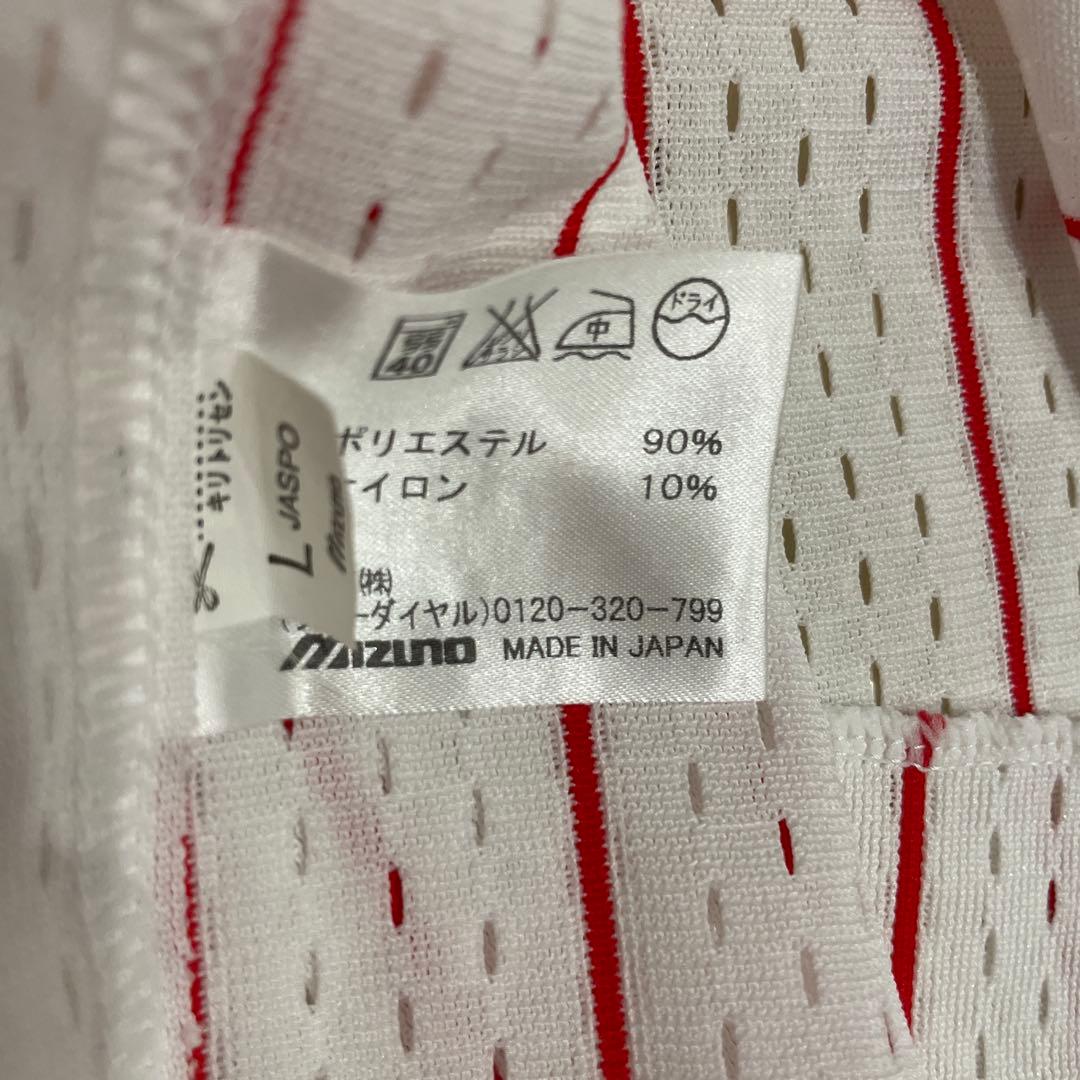 40
中
ドライ
ポリエステル 90%
ナイロン 10%
(株)
ーダイヤル)0120-320-799
mizuno MADE IN JAPAN
キリトリセン
L JASPO